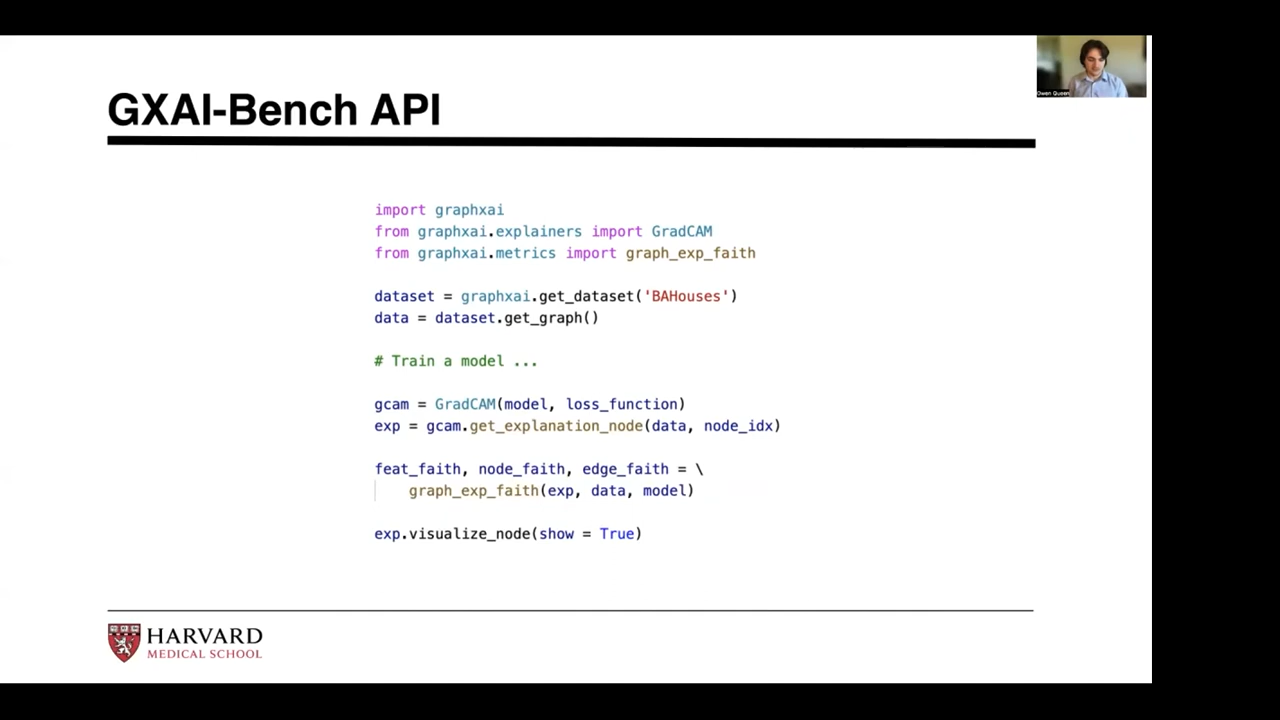 GXAI-Bench API
Owen Queen
import graphxai
from graphxai.explainers import GradCAM
from graphxai.metrics import graph_exp_faith
dataset = graphxai.get_dataset('BAHouses')
data = dataset.get_graph()
# Train a model ...
gcam = GradCAM(model, loss_function)
exp = gcam.get_explanation_node(data, node_idx)
feat_faith, node_faith, edge_faith = \
graph_exp_faith(exp, data, model)
exp.visualize_node(show = True)
HARVARD
MEDICAL SCHOOL